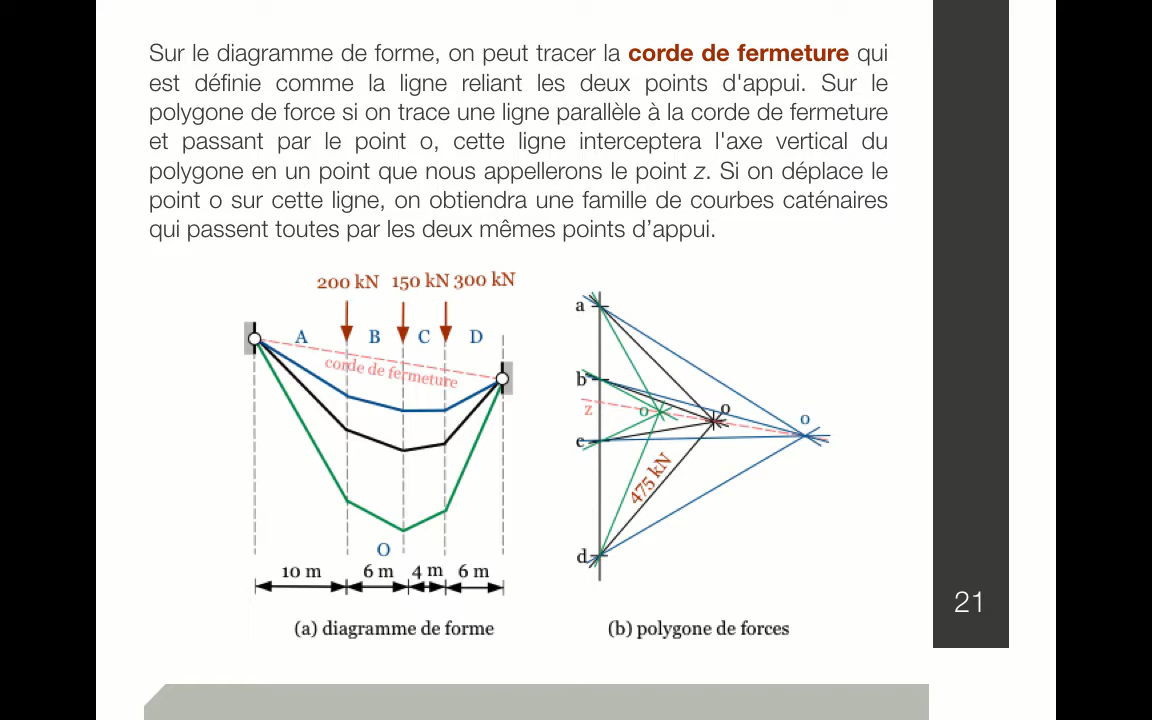 Sur le diagramme de forme, on peut tracer la corde de fermeture qui
est définie comme la ligne reliant les deux points d'appui. Sur le
polygone de force si on trace une ligne parallèle à la corde de fermeture
et passant par le point o, cette ligne interceptera l'axe vertical du
polygone en un point que nous appellerons le point z. Si on déplace le
point o sur cette ligne, on obtiendra une famille de courbes caténaires
qui passent toutes par les deux mêmes points d’appui.
200 kN 150 kN 300 kN
A B C D
corde de fermeture
O
10 m 6 m 4 m 6 m
(a) diagramme de forme
a
b
z o o o
c
475 kN
d
(b) polygone de forces
21